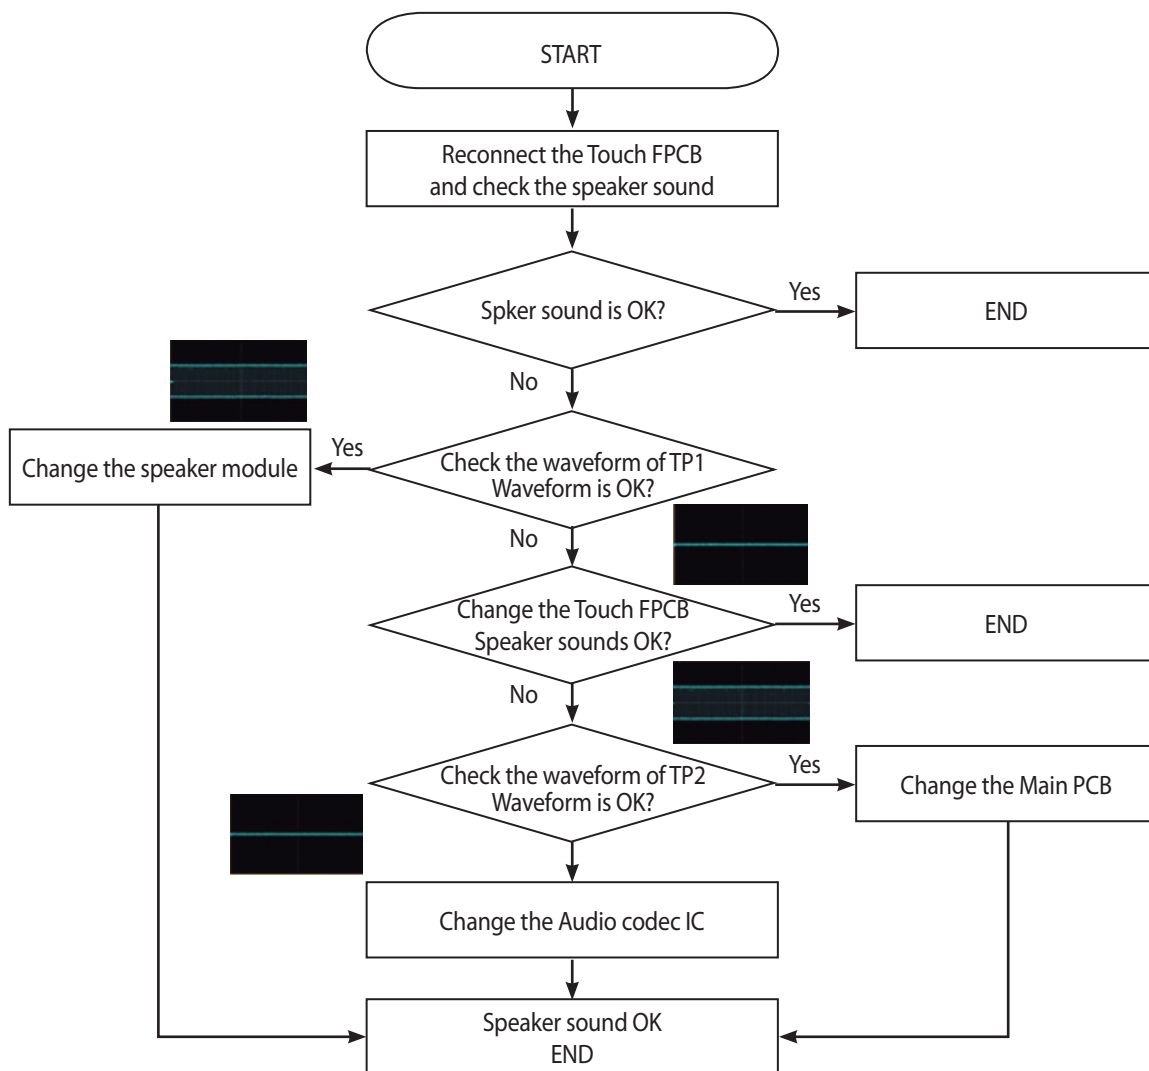 START
Reconnect the Touch FPCB
and check the speaker sound
Spker sound is OK?
Yes
END
No
Check the waveform of TP1
Waveform is OK?
Yes
Change the speaker module
No
Change the Touch FPCB
Speaker sounds OK?
Yes
END
No
Check the waveform of TP2
Waveform is OK?
Yes
Change the Main PCB
Change the Audio codec IC
Speaker sound OK
END